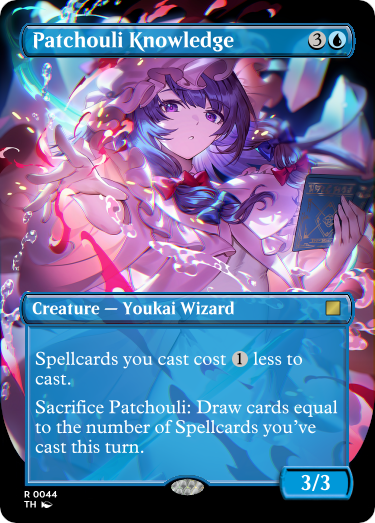 Patchouli Knowledge 3
Creature — Youkai Wizard
Spellcards you cast cost 1 less to
cast.
Sacrifice Patchouli: Draw cards equal
to the number of Spellcards you've
cast this turn.
3/3
R 0044
TH